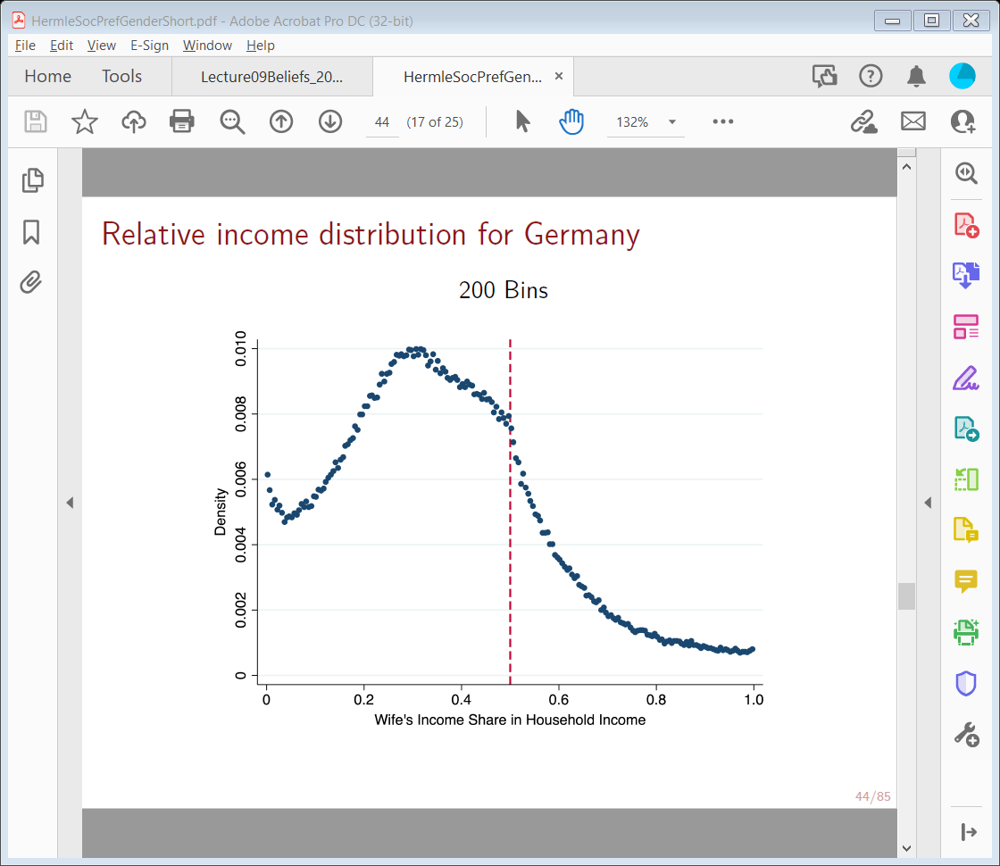 HermleSocPrefGenderShort.pdf - Adobe Acrobat Pro DC (32-bit)
File Edit View E-Sign Window Help
Home Tools Lecture09Beliefs_20... HermleSocPrefGen... ×
44 (17 of 25) 132%
Relative income distribution for Germany
200 Bins
0.010
0.008
0.006
0.004
0.002
0
Density
0 0.2 0.4 0.6 0.8 1.0
Wife's Income Share in Household Income
44/85